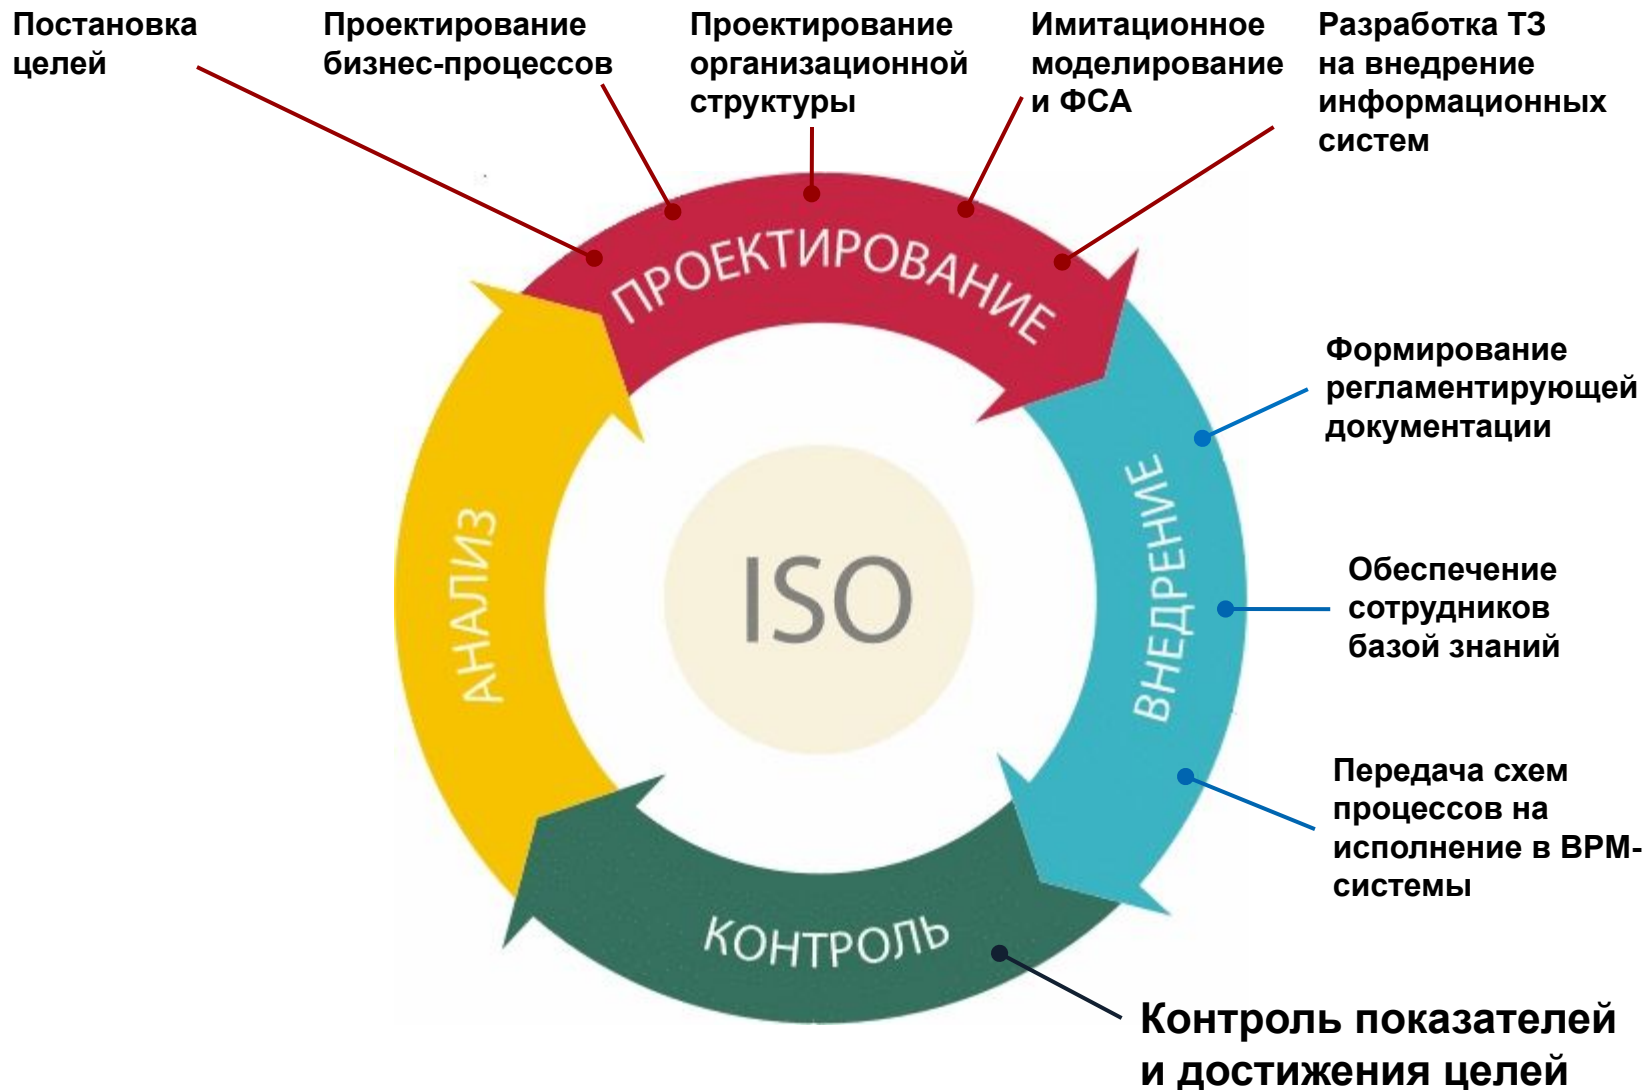 Постановка
целей
Проектирование
бизнес-процессов
Проектирование
организационной
структуры
Имитационное
моделирование
и ФСА
Разработка ТЗ
на внедрение
информационных
систем
ПРОЕКТИРОВАНИЕ
Формирование
регламентирующей
документации
ВНЕДРЕНИЕ
Обеспечение
сотрудников
базой знаний
Передача схем
процессов на
исполнение в BPM-
системы
КОНТРОЛЬ
Контроль показателей
и достижения целей
АНАЛИЗ
ISO